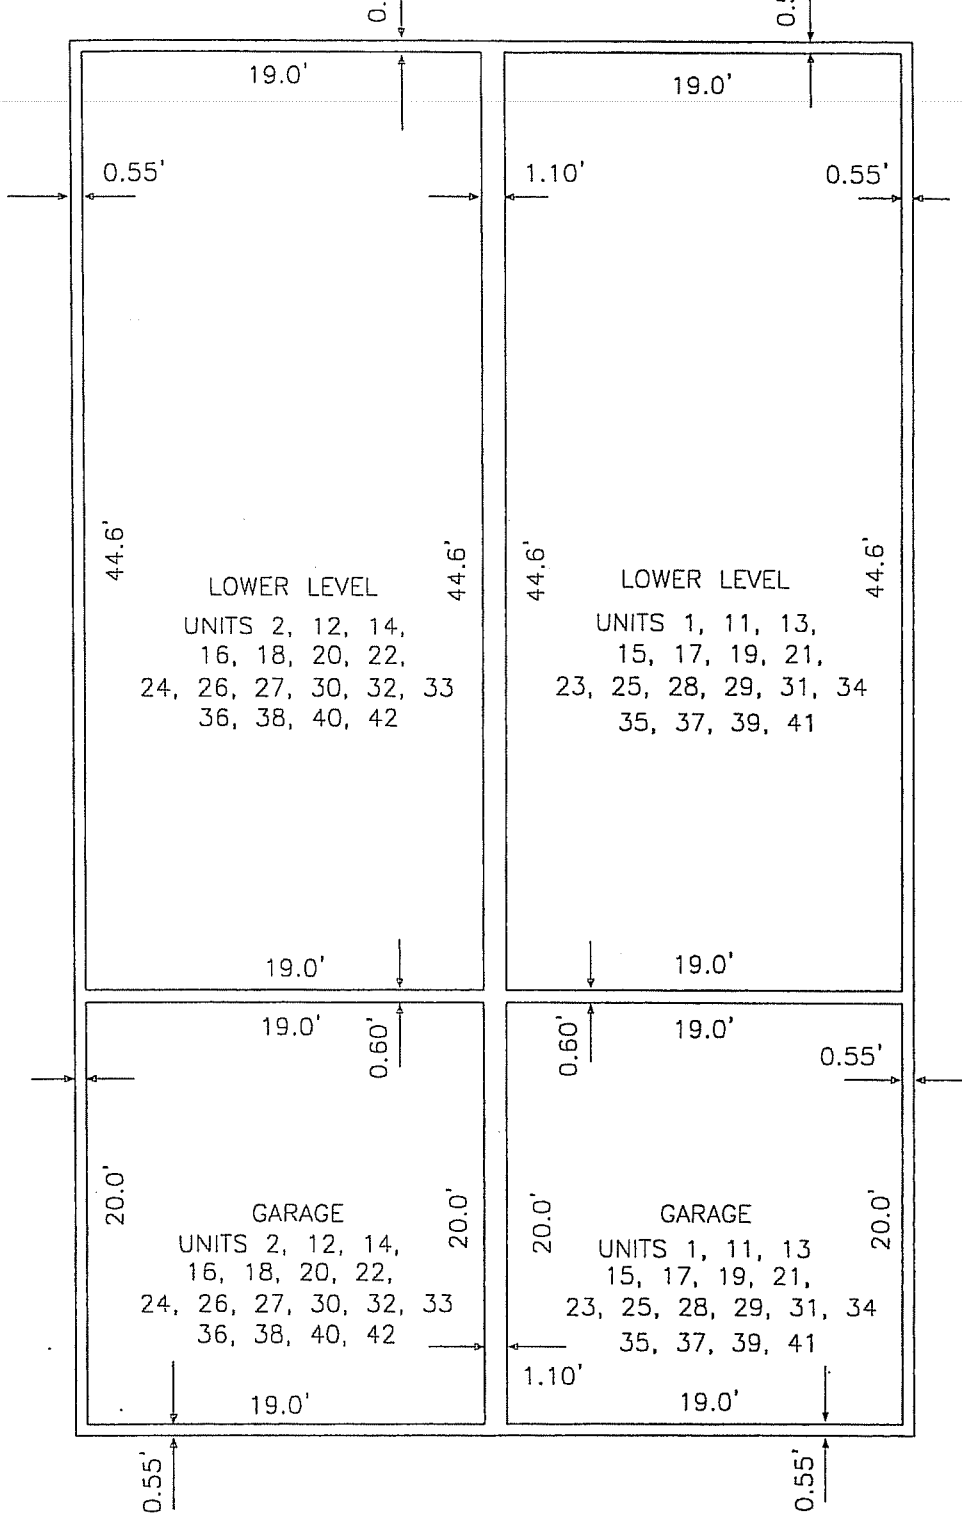 19.0'
19.0'
0.55'
1.10'
0.55'
44.6'
44.6'
LOWER LEVEL
UNITS 2, 12, 14,
16, 18, 20, 22,
24, 26, 27, 30, 32, 33
36, 38, 40, 42
44.6'
44.6'
LOWER LEVEL
UNITS 1, 11, 13,
15, 17, 19, 21,
23, 25, 28, 29, 31, 34
35, 37, 39, 41
19.0'
19.0'
19.0'
0.60'
0.60'
19.0'
0.55'
20.0'
20.0'
GARAGE
UNITS 2, 12, 14,
16, 18, 20, 22,
24, 26, 27, 30, 32, 33
36, 38, 40, 42
20.0'
20.0'
GARAGE
UNITS 1, 11, 13
15, 17, 19, 21,
23, 25, 28, 29, 31, 34
35, 37, 39, 41
1.10'
19.0'
19.0'
0.55'
0.55'